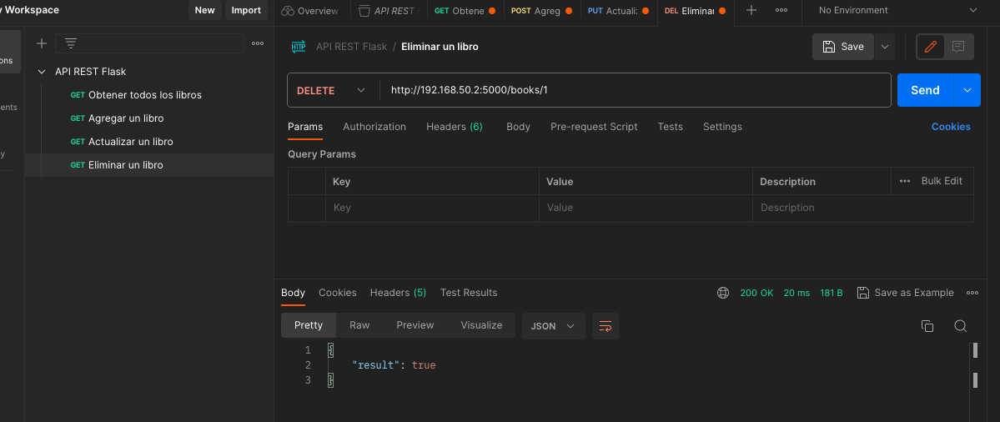 y Workspace New Import Overview API REST GET Obtene POST Agreg PUT Actuali: DEL Eliminar No Environment
API REST Flask / Eliminar un libro Save
ons
API REST Flask
DELETE http://192.168.50.2:5000/books/1 Send
GET Obtener todos los libros
ents
GET Agregar un libro
Params Authorization Headers (6) Body Pre-request Script Tests Settings Cookies
GET Actualizar un libro
y
Query Params
GET Eliminar un libro
Key Value Description Bulk Edit
Key Value Description
Body Cookies Headers (5) Test Results 200 OK 20 ms 181 B Save as Example
Pretty Raw Preview Visualize JSON
1 {
2 "result": true
3 }